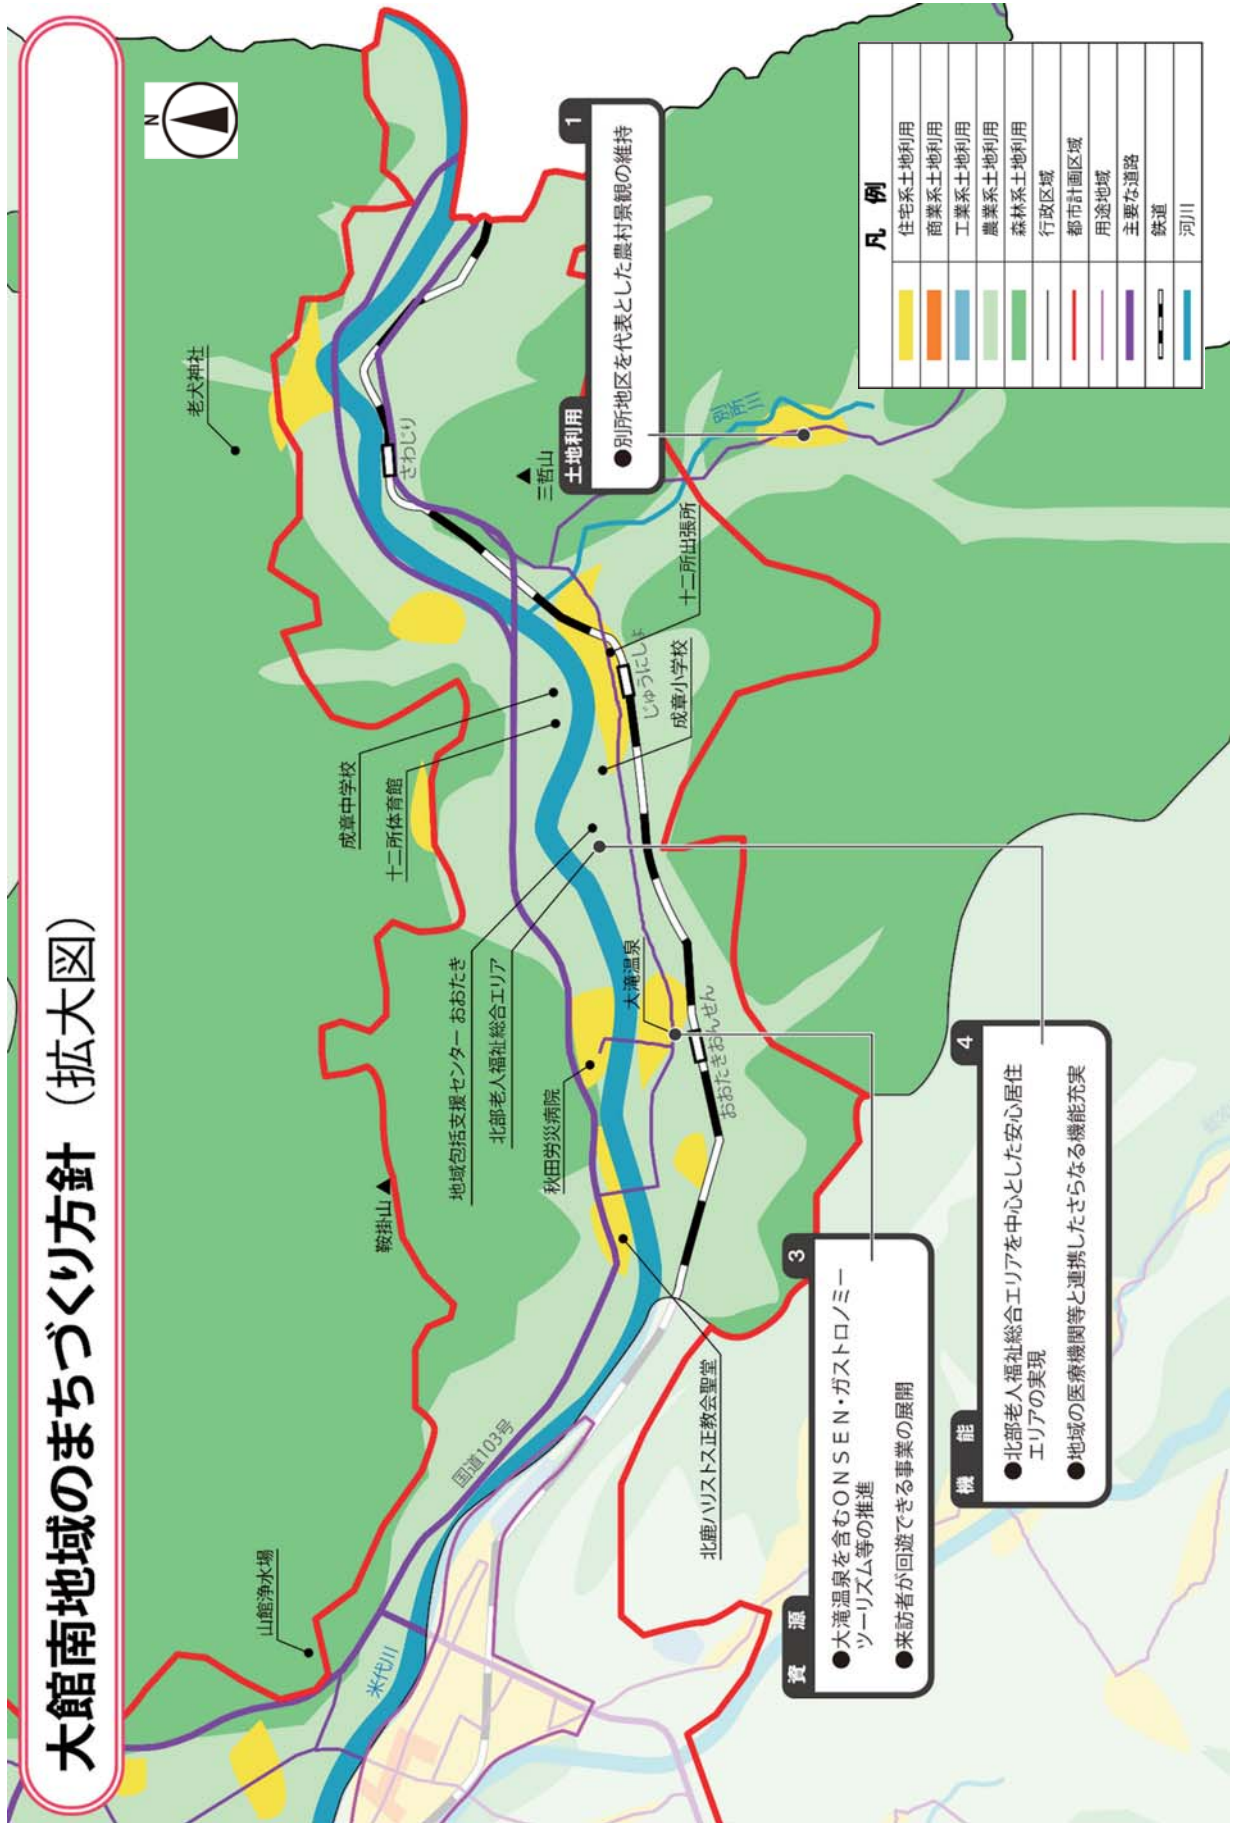 大館南地域のまちづくり方針（拡大図）
N
山館浄水場
国道103号
米代川
鞍掛山
老犬神社
成章中学校
十二所体育館
地域包括支援センター おおたき
北部老人福祉総合エリア
秋田労災病院
北鹿ハリストス正教会聖堂
大滝温泉
おおたきおんせん
成章小学校
じゅうにしょ
十二所出張所
さわじり
三哲山
別所川
土地利用 1
●別所地区を代表とした農村景観の維持
資源 3
●大滝温泉を含むONSEN・ガストロノミー
ツーリズム等の推進
●来訪者が回遊できる事業の展開
機能 4
●北部老人福祉総合エリアを中心とした安心居住
エリアの実現
●地域の医療機関等と連携したさらなる機能充実
凡例
住宅系土地利用
商業系土地利用
工業系土地利用
農業系土地利用
森林系土地利用
行政区域
都市計画区域
用途地域
主要な道路
鉄道
河川